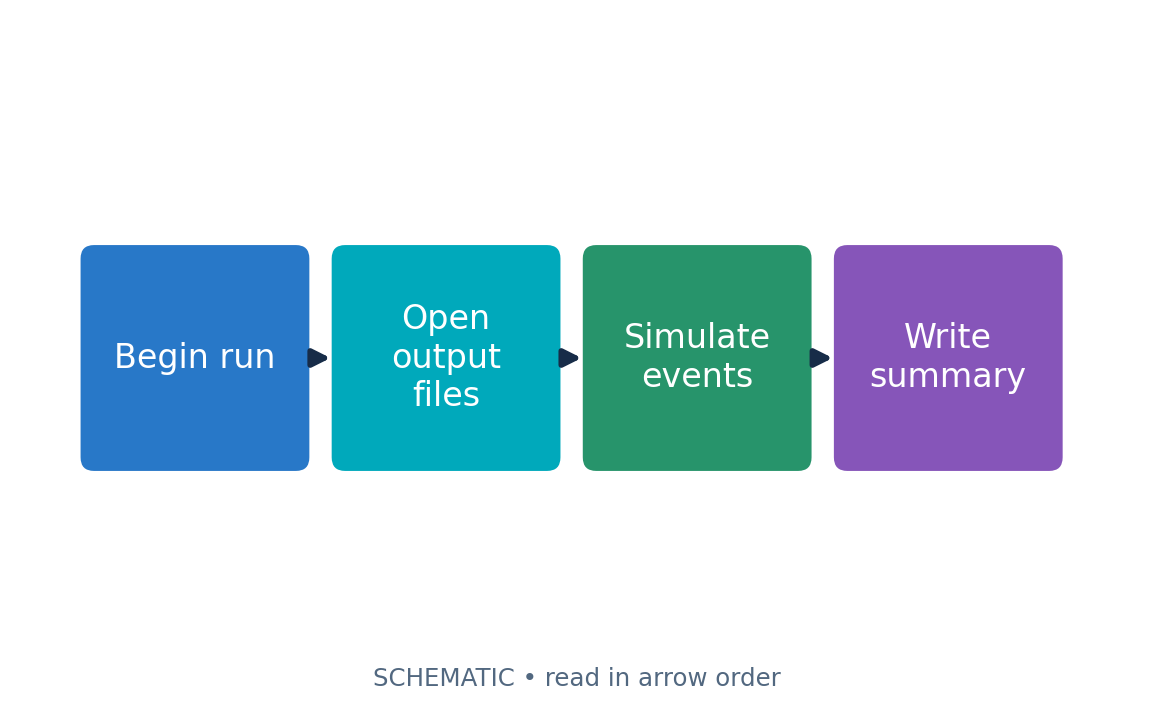 Begin run
Open
output
files
Simulate
events
Write
summary
SCHEMATIC • read in arrow order